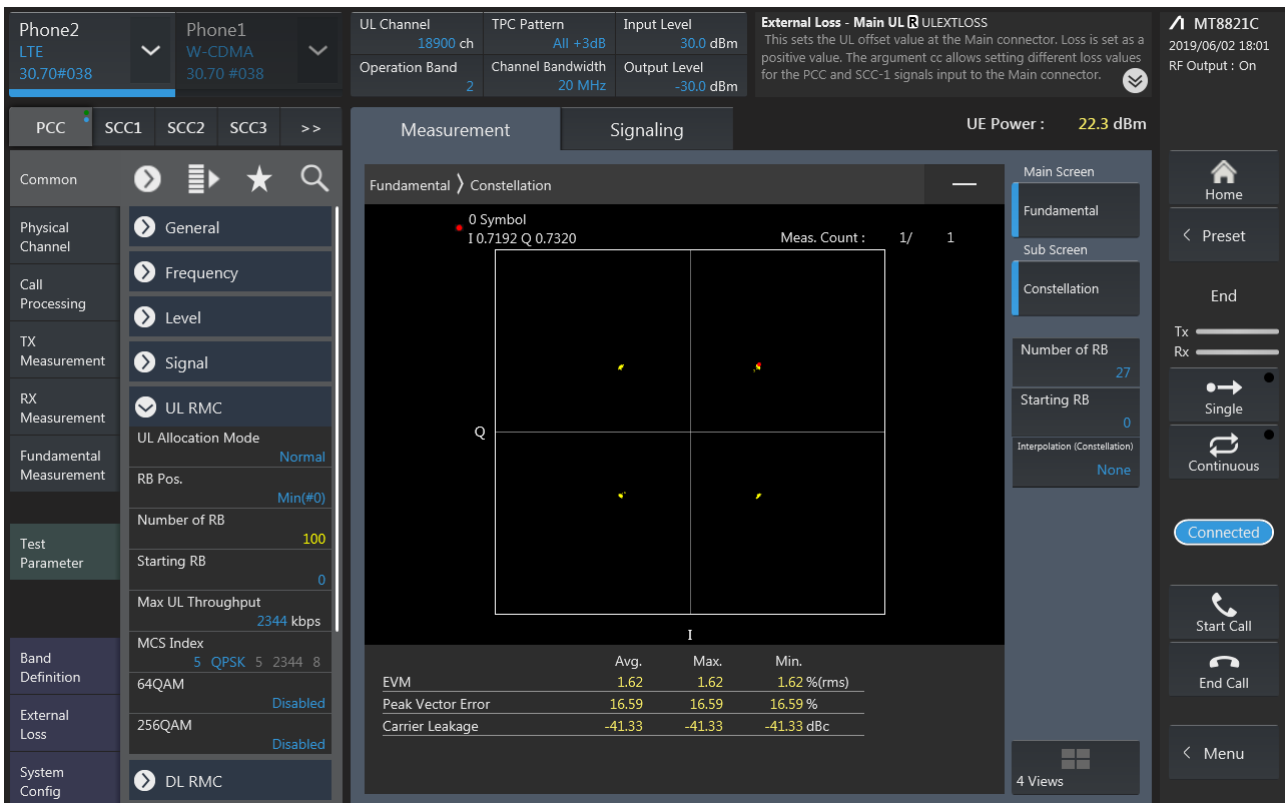 Phone2
LTE
30.70#038
Phone1
W-CDMA
30.70 #038
UL Channel
18900 ch
TPC Pattern
All +3dB
Input Level
30.0 dBm
Operation Band
2
Channel Bandwidth
20 MHz
Output Level
-30.0 dBm
External Loss - Main UL R ULEXTLOSS
This sets the UL offset value at the Main connector. Loss is set as a
positive value. The argument cc allows setting different loss values
for the PCC and SCC-1 signals input to the Main connector.
MT8821C
2019/06/02 18:01
RF Output : On
PCC
SCC1
SCC2
SCC3
>>
Measurement
Signaling
UE Power : 22.3 dBm
Common
Physical
Channel
Call
Processing
TX
Measurement
RX
Measurement
Fundamental
Measurement
Test
Parameter
Band
Definition
External
Loss
System
Config
General
Frequency
Level
Signal
UL RMC
UL Allocation Mode
Normal
RB Pos.
Min(#0)
Number of RB
100
Starting RB
0
Max UL Throughput
2344 kbps
MCS Index
5 QPSK 5 2344 8
64QAM
Disabled
256QAM
Disabled
DL RMC
Fundamental 〉 Constellation
0 Symbol
I 0.7192 Q 0.7320
Meas. Count : 1/ 1
Q
I
Avg. Max. Min.
EVM 1.62 1.62 1.62 %(rms)
Peak Vector Error 16.59 16.59 16.59 %
Carrier Leakage -41.33 -41.33 -41.33 dBc
Main Screen
Fundamental
Sub Screen
Constellation
Number of RB
27
Starting RB
0
Interpolation (Constellation)
None
4 Views
Home
< Preset
End
Tx
Rx
Single
Continuous
Connected
Start Call
End Call
< Menu